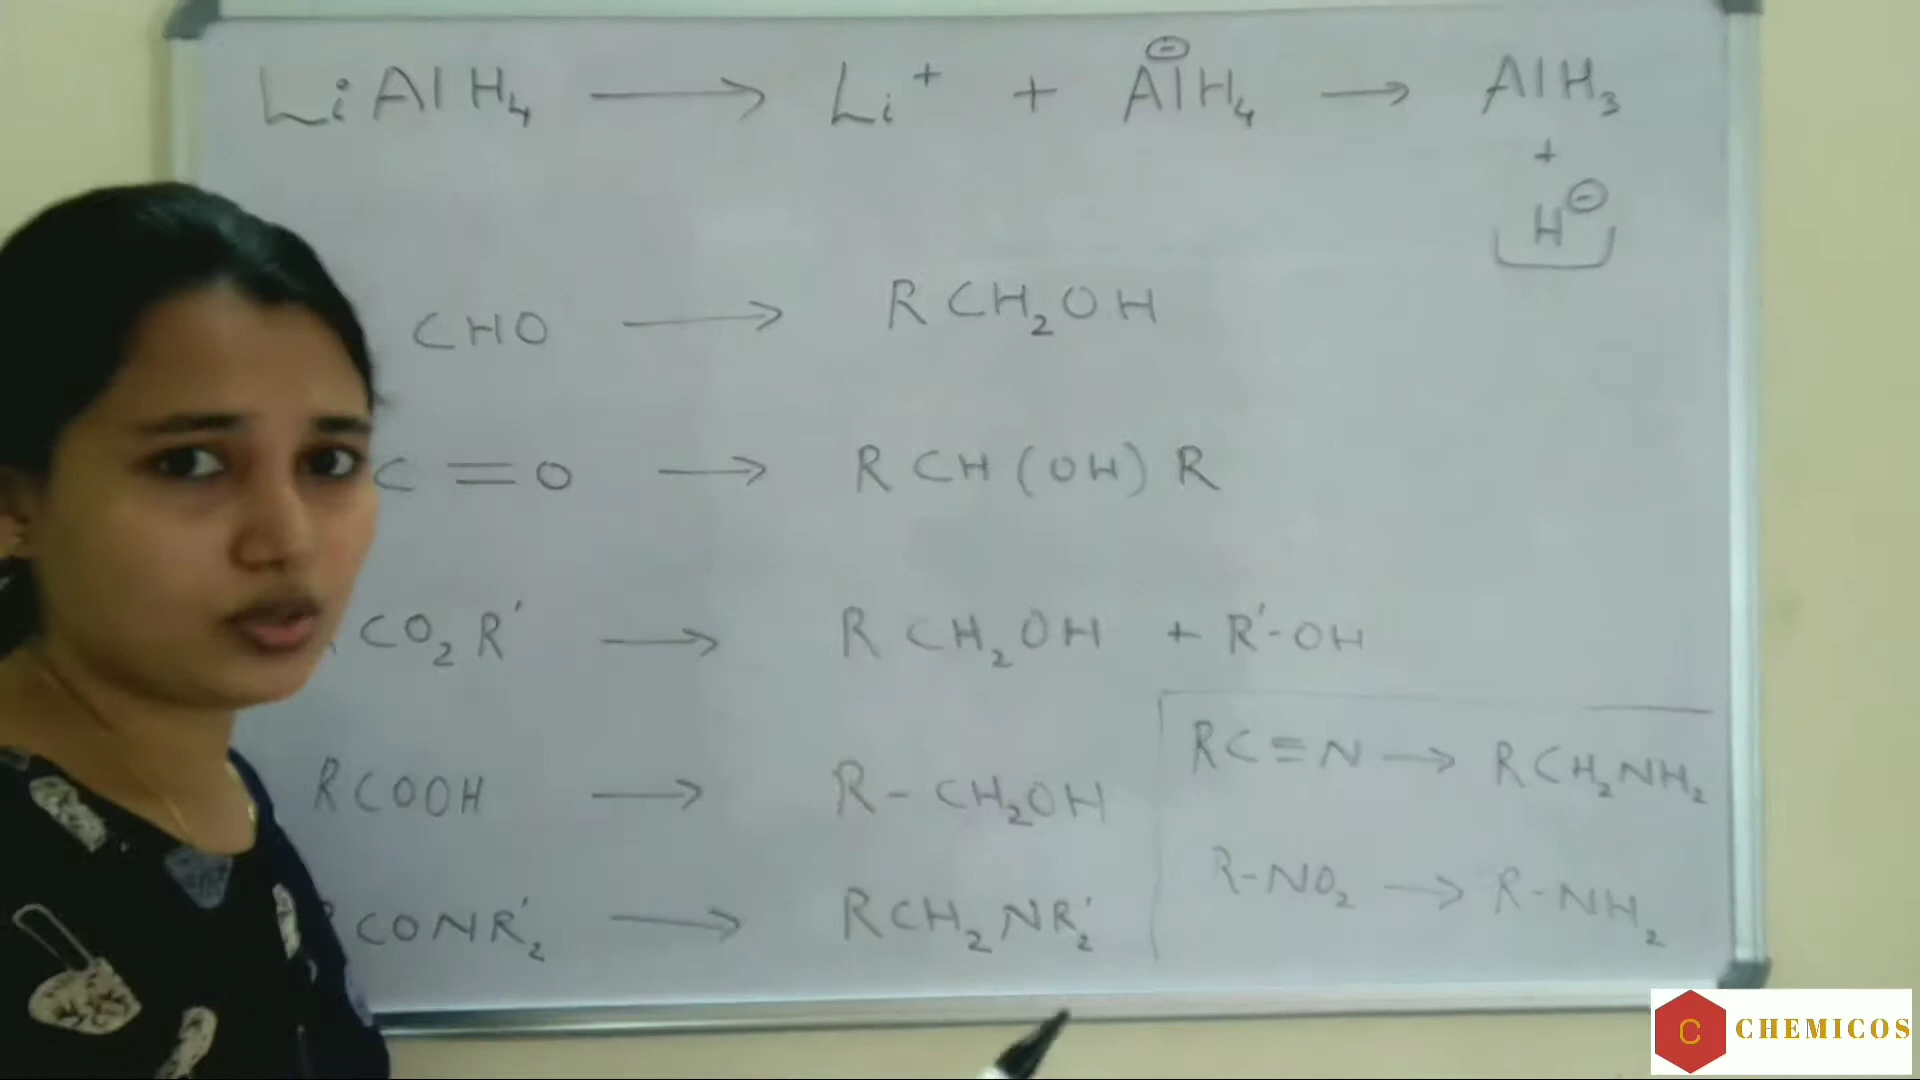 LiAlH₄ ⟶ Li⁺ + AlH₄⊖ → AlH₃
+
H⊖
CHO ⟶ RCH₂OH
C=O → RCH(OH)R
CO₂R' → RCH₂OH + R'-OH
RCOOH → R-CH₂OH
RCONR'₂ → RCH₂NR'₂
RC≡N → RCH₂NH₂
R-NO₂ → R-NH₂
C CHEMICOS